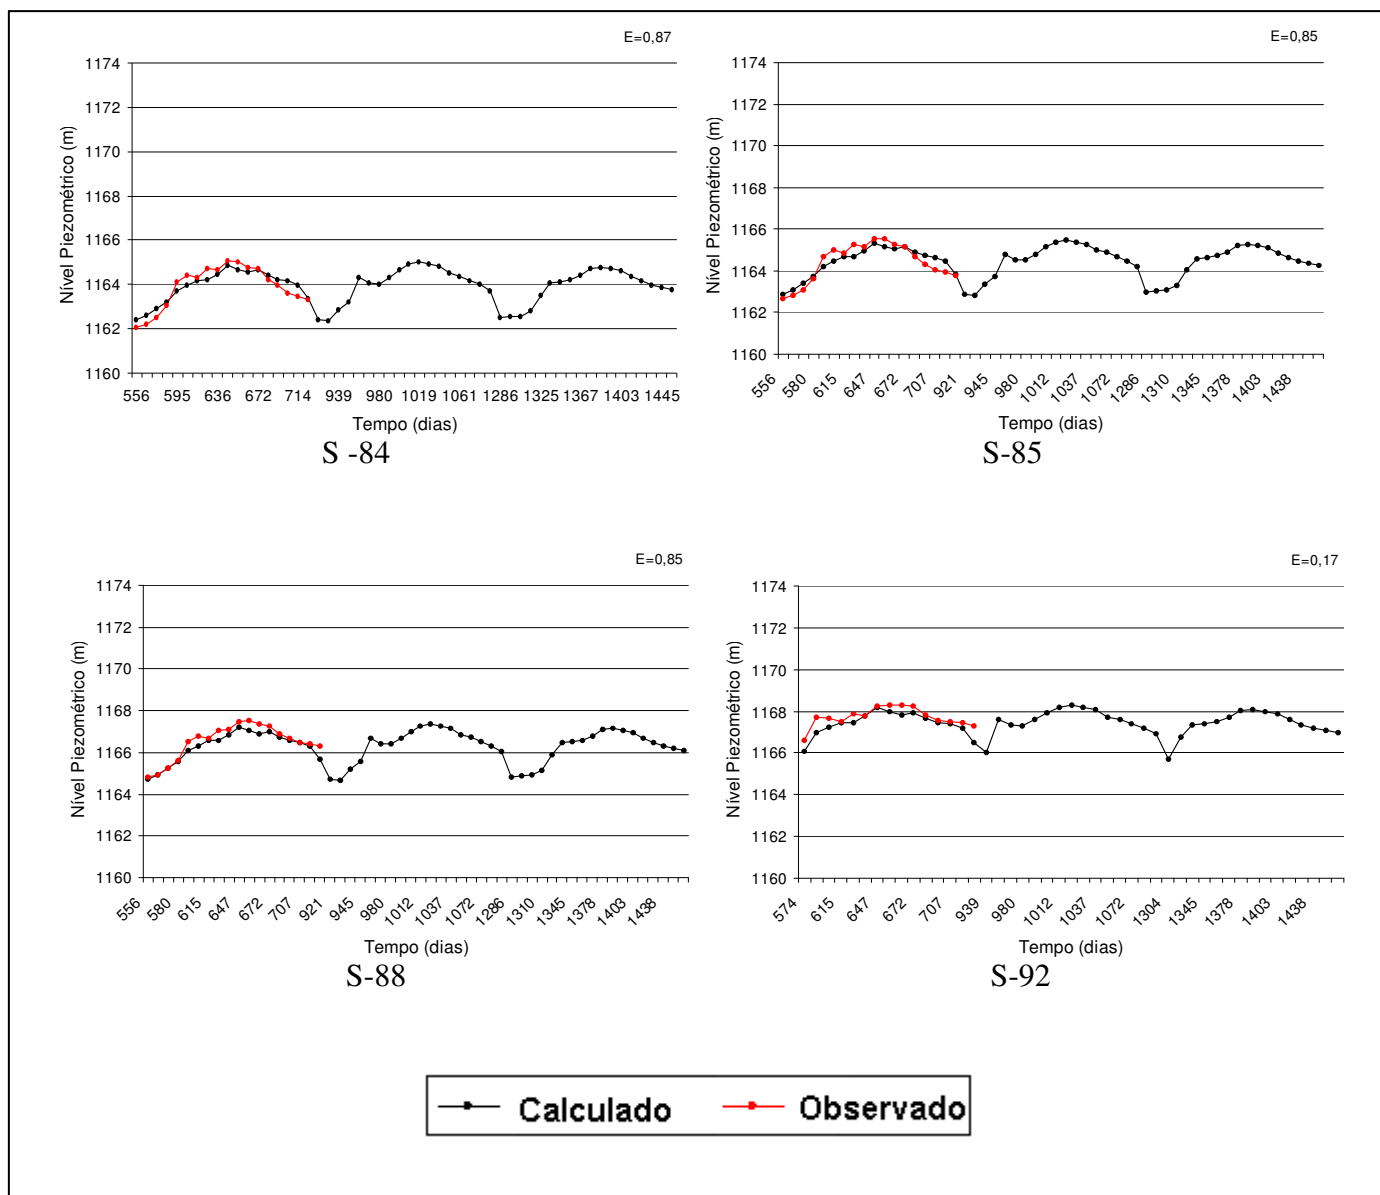 E=0,87
1174
1172
1170
1168
1166
1164
1162
1160
Nível Piezométrico (m)
556 595 636 672 714 939 980 1019 1061 1286 1325 1367 1403 1445
Tempo (dias)
S -84
E=0,85
1174
1172
1170
1168
1166
1164
1162
1160
Nível Piezométrico (m)
556 580 615 647 672 707 921 945 980 1012 1037 1072 1286 1310 1345 1378 1403 1438
Tempo (dias)
S-85
E=0,85
1174
1172
1170
1168
1166
1164
1162
1160
Nível Piezométrico (m)
556 580 615 647 672 707 921 945 980 1012 1037 1072 1286 1310 1345 1378 1403 1438
Tempo (dias)
S-88
E=0,17
1174
1172
1170
1168
1166
1164
1162
1160
Nível Piezométrico (m)
574 615 647 672 707 939 980 1012 1037 1072 1304 1345 1378 1403 1438
Tempo (dias)
S-92
Calculado Observado